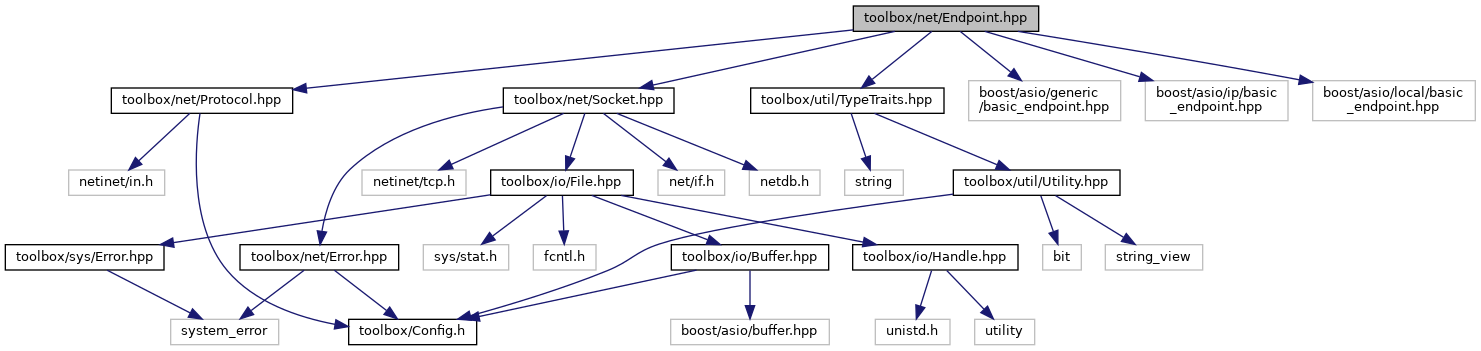 toolbox/net/Endpoint.hpp
toolbox/net/Protocol.hpp
toolbox/net/Socket.hpp
toolbox/util/TypeTraits.hpp
boost/asio/generic
/basic_endpoint.hpp
boost/asio/ip/basic
_endpoint.hpp
boost/asio/local/basic
_endpoint.hpp
netinet/in.h
netinet/tcp.h
toolbox/io/File.hpp
net/if.h
netdb.h
string
toolbox/util/Utility.hpp
toolbox/sys/Error.hpp
toolbox/net/Error.hpp
sys/stat.h
fcntl.h
toolbox/io/Buffer.hpp
toolbox/io/Handle.hpp
bit
string_view
system_error
toolbox/Config.h
boost/asio/buffer.hpp
unistd.h
utility